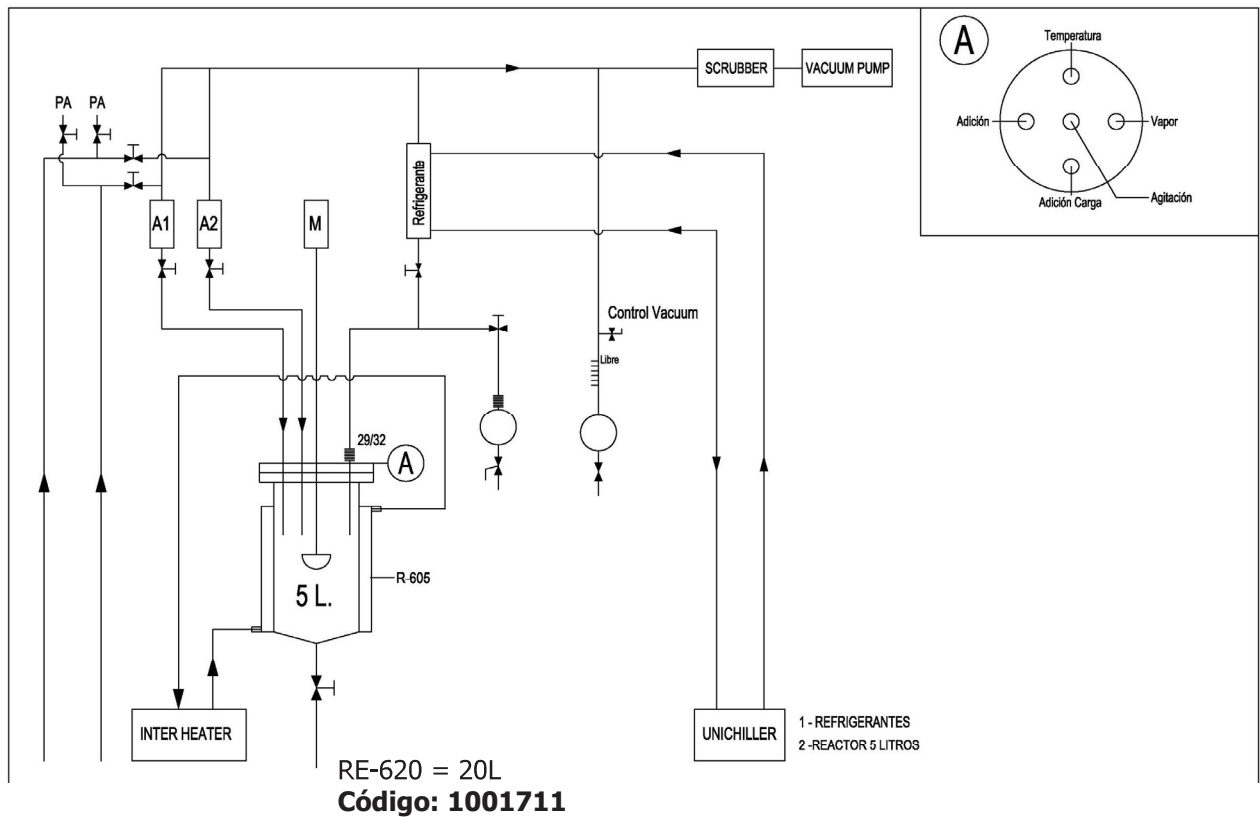 A
Temperatura
SCRUBBER
VACUUM PUMP
PA
PA
Adición
Vapor
Refrigerante
Adición Carga
Agitación
A1
A2
M
Control Vacuum
Libre
29/32
A
R-605
5 L.
INTER HEATER
UNICHILLER
1 - REFRIGERANTES
2 -REACTOR 5 LITROS
RE-620 = 20L
Código: 1001711